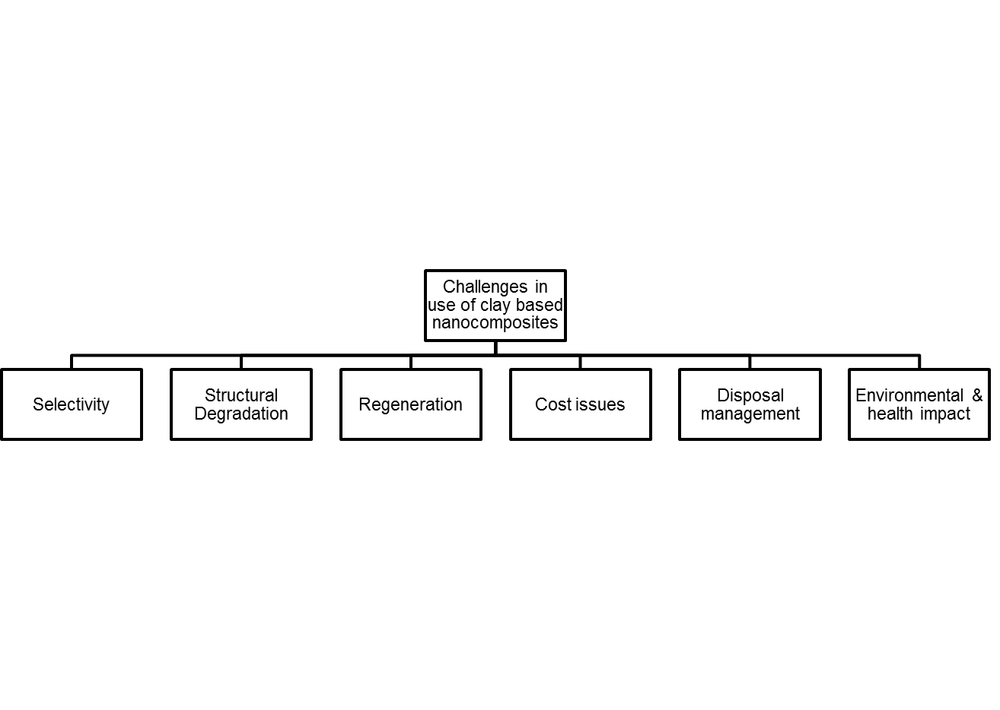 Challenges in
use of clay based
nanocomposites
Selectivity
Structural
Degradation
Regeneration
Cost issues
Disposal
management
Environmental &
health impact